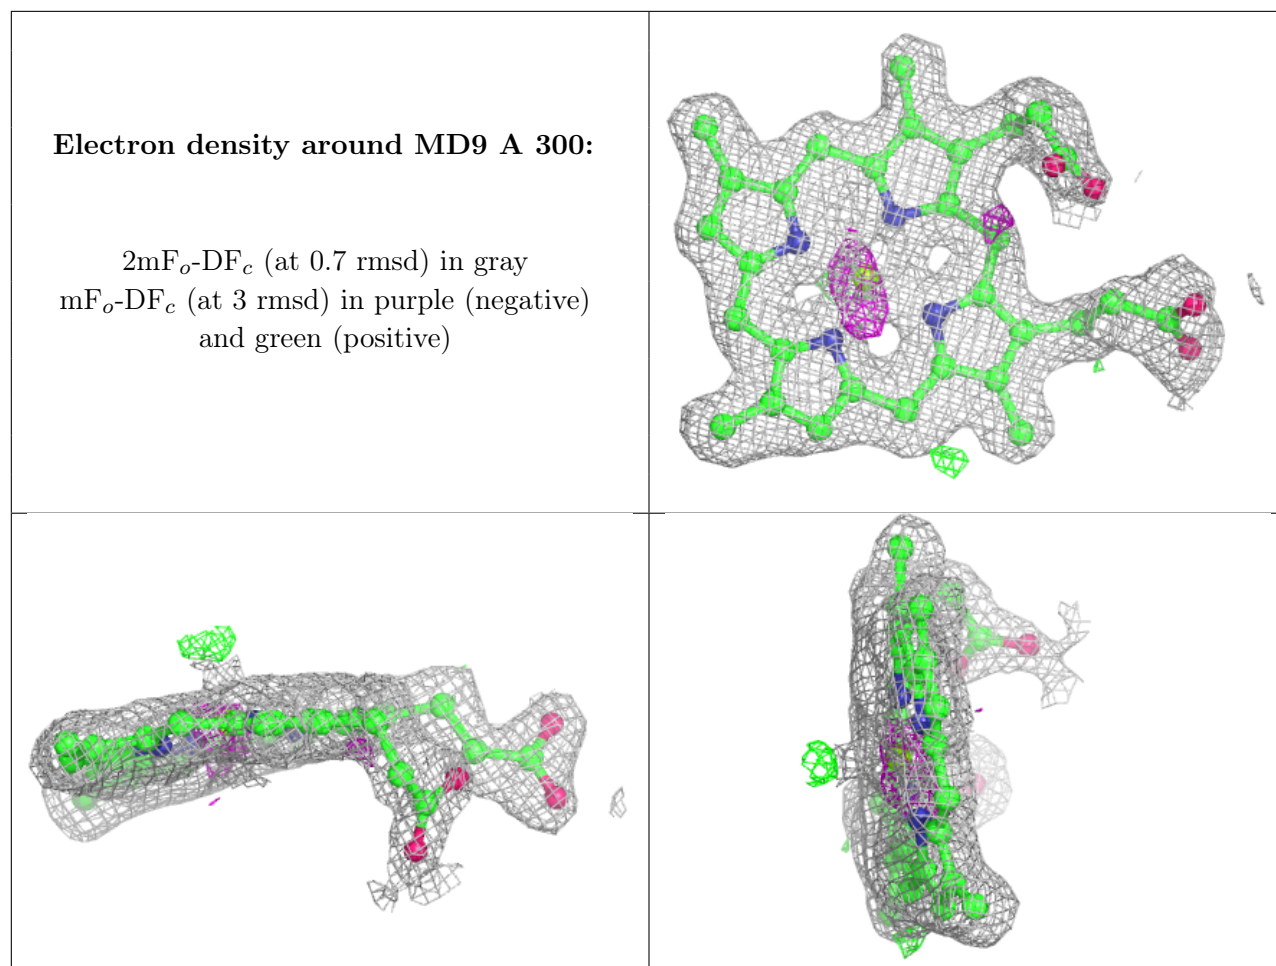 Electron density around MD9 A 300:
2mFo-DFc (at 0.7 rmsd) in gray
mFo-DFc (at 3 rmsd) in purple (negative)
and green (positive)